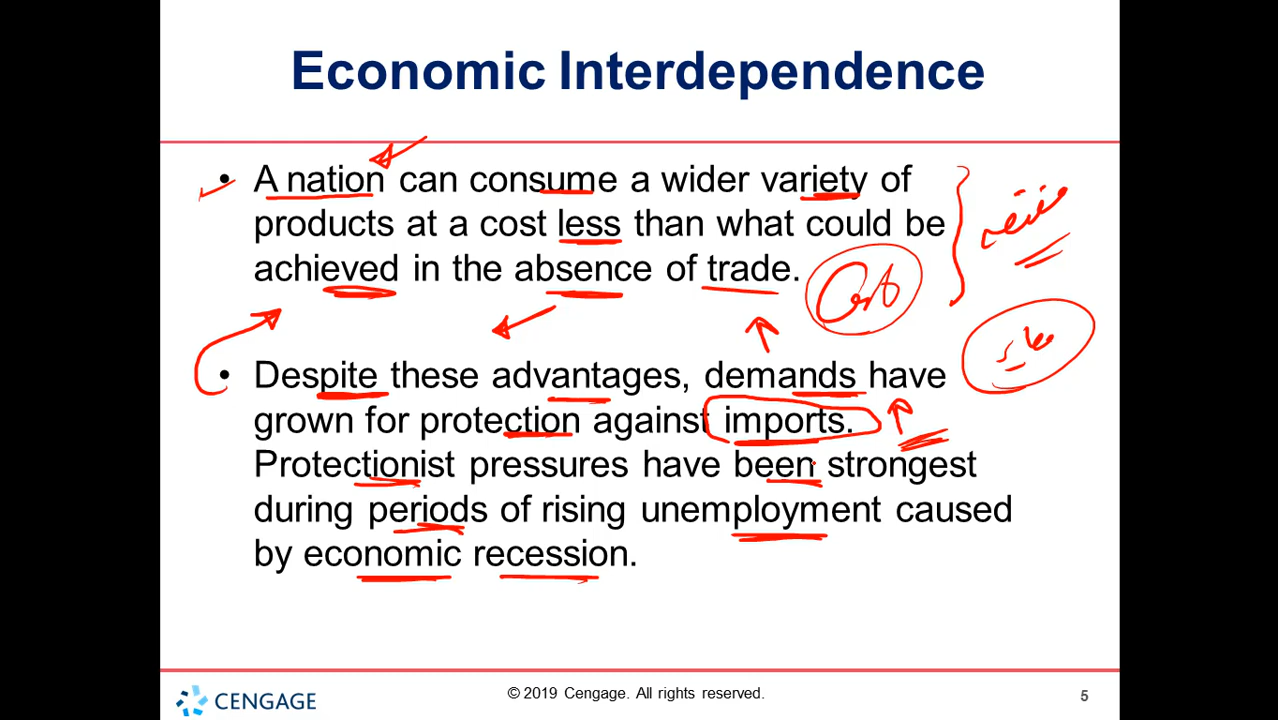 Economic Interdependence
• A nation can consume a wider variety of
products at a cost less than what could be
achieved in the absence of trade.
Cost
• Despite these advantages, demands have
grown for protection against imports.
Protectionist pressures have been strongest
during periods of rising unemployment caused
by economic recession.
CENGAGE
© 2019 Cengage. All rights reserved.
5